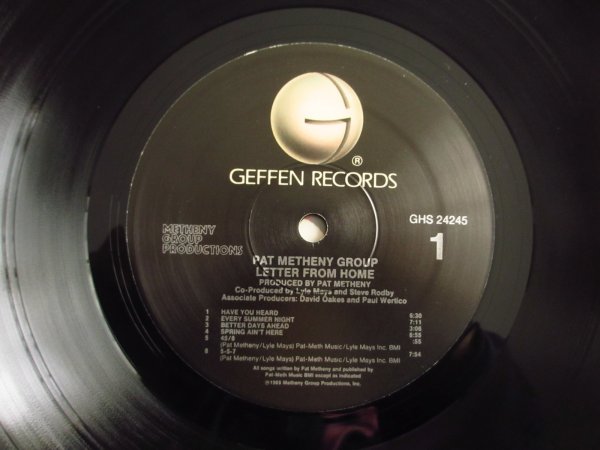 ®
GEFFEN RECORDS
METHENY
GROUP
PRODUCTIONS
GHS 24245
1
PAT METHENY GROUP
LETTER FROM HOME
PRODUCED BY PAT METHENY
Co-Produced by Lyle Mays and Steve Rodby
Associate Producers: David Oakes and Paul Wertico
1 HAVE YOU HEARD 6:30
2 EVERY SUMMER NIGHT 7:11
3 BETTER DAYS AHEAD 3:06
4 SPRING AIN'T HERE 6:55
5 45/8 :55
(Pat Metheny/Lyle Mays) Pat-Meth Music/Lyle Mays Inc. BMI
6 5-5-7 7:54
(Pat Metheny/Lyle Mays) Pat-Meth Music/Lyle Mays Inc. BMI
All songs written by Pat Metheny and published by
Pat-Meth Music BMI except as indicated
℗1989 Metheny Group Productions, Inc.